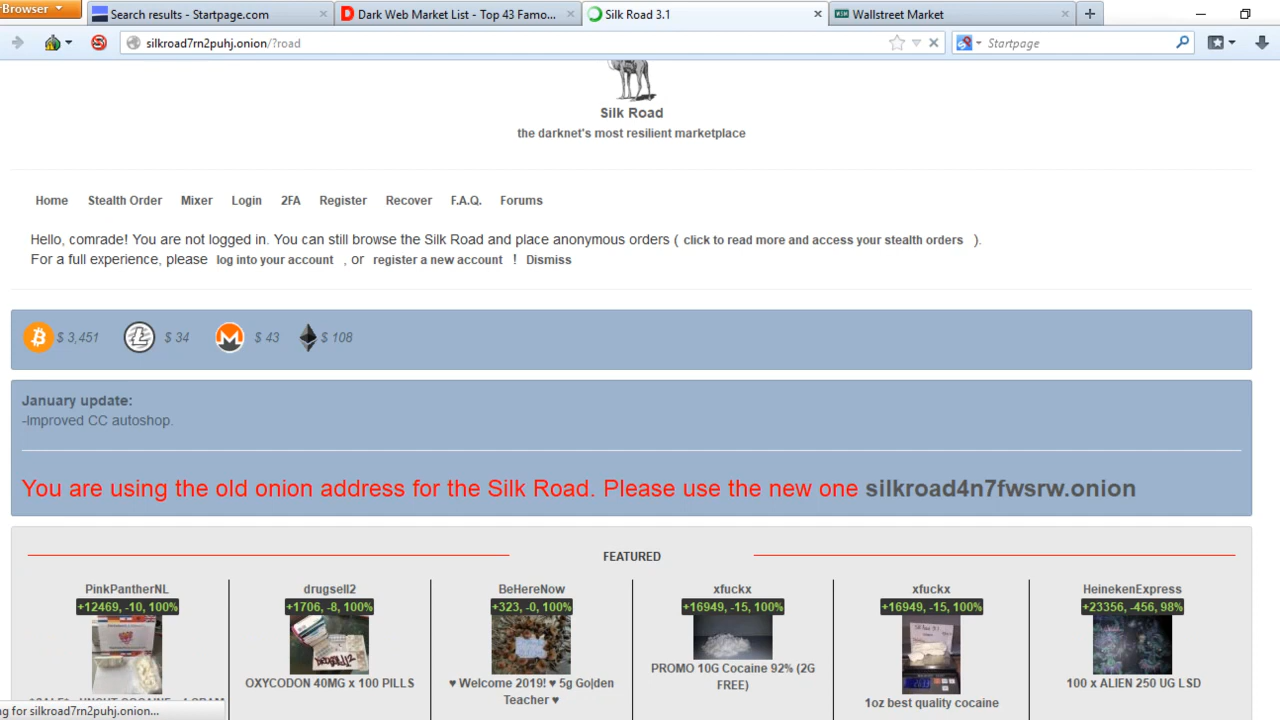 Browser
Search results - Startpage.com
Dark Web Market List - Top 43 Famo...
Silk Road 3.1
Wallstreet Market
silkroad7rn2puhj.onion/?road
Startpage
Silk Road
the darknet's most resilient marketplace
Home Stealth Order Mixer Login 2FA Register Recover F.A.Q. Forums
Hello, comrade! You are not logged in. You can still browse the Silk Road and place anonymous orders ( click to read more and access your stealth orders ).
For a full experience, please log into your account , or register a new account ! Dismiss
$ 3,451 $ 34 $ 43 $ 108
January update:
-Improved CC autoshop.
You are using the old onion address for the Silk Road. Please use the new one silkroad4n7fwsrw.onion
FEATURED
PinkPantherNL
+12469, -10, 100%
drugsell2
+1706, -8, 100%
OXYCODON 40MG x 100 PILLS
BeHereNow
+323, -0, 100%
♥ Welcome 2019! ♥ 5g Go|den
Teacher ♥
xfuckx
+16949, -15, 100%
PROMO 10G Cocaine 92% (2G
FREE)
xfuckx
+16949, -15, 100%
1oz best quality cocaine
HeinekenExpress
+23356, -456, 98%
100 x ALIEN 250 UG LSD
ng for silkroad7rn2puhj.onion...